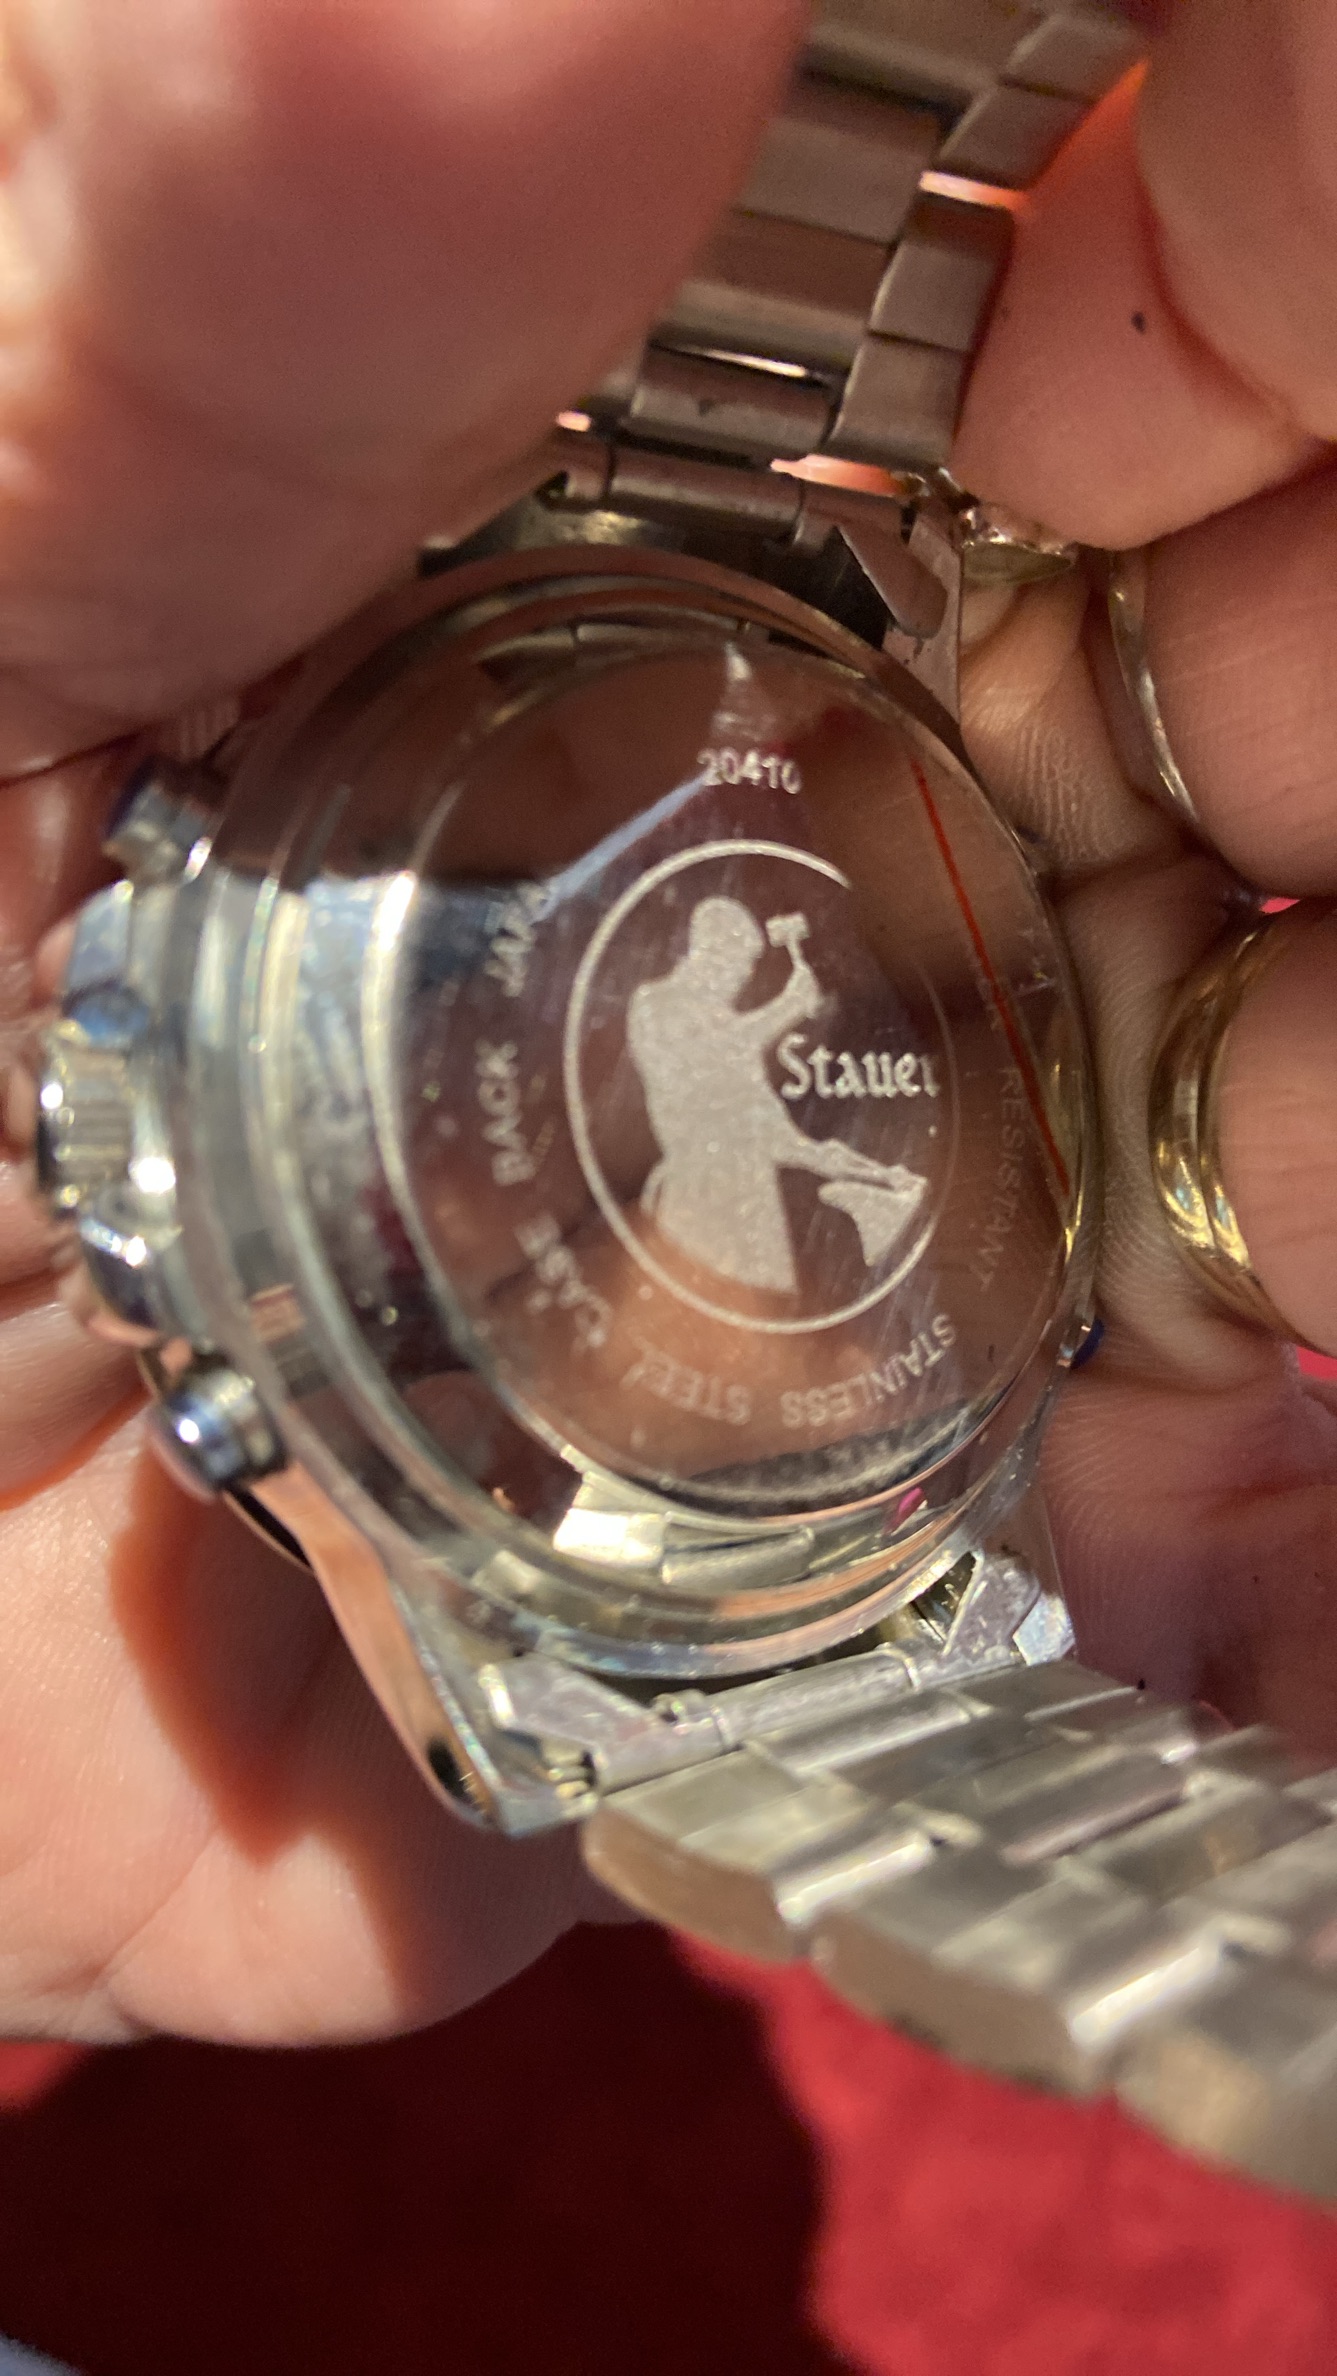 20410
Stauer
STAINLESS STEEL CASE BACK
RESISTANT